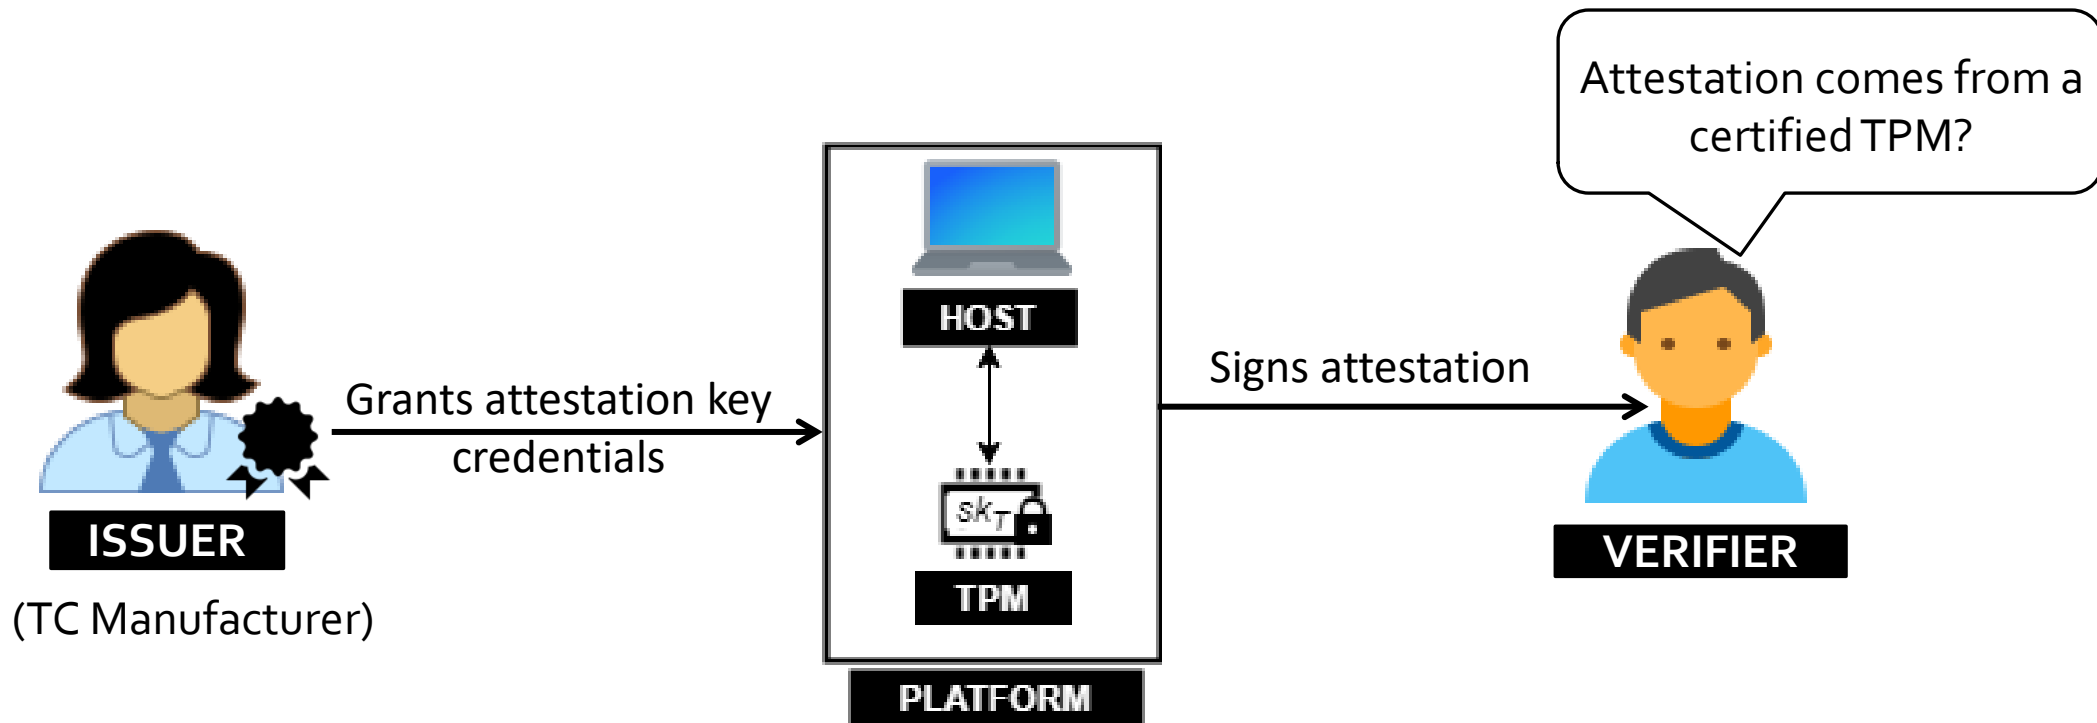 Attestation comes from a
certified TPM?
HOST
Signs attestation
Grants attestation key
credentials
sk_T
ISSUER
TPM
VERIFIER
(TC Manufacturer)
PLATFORM